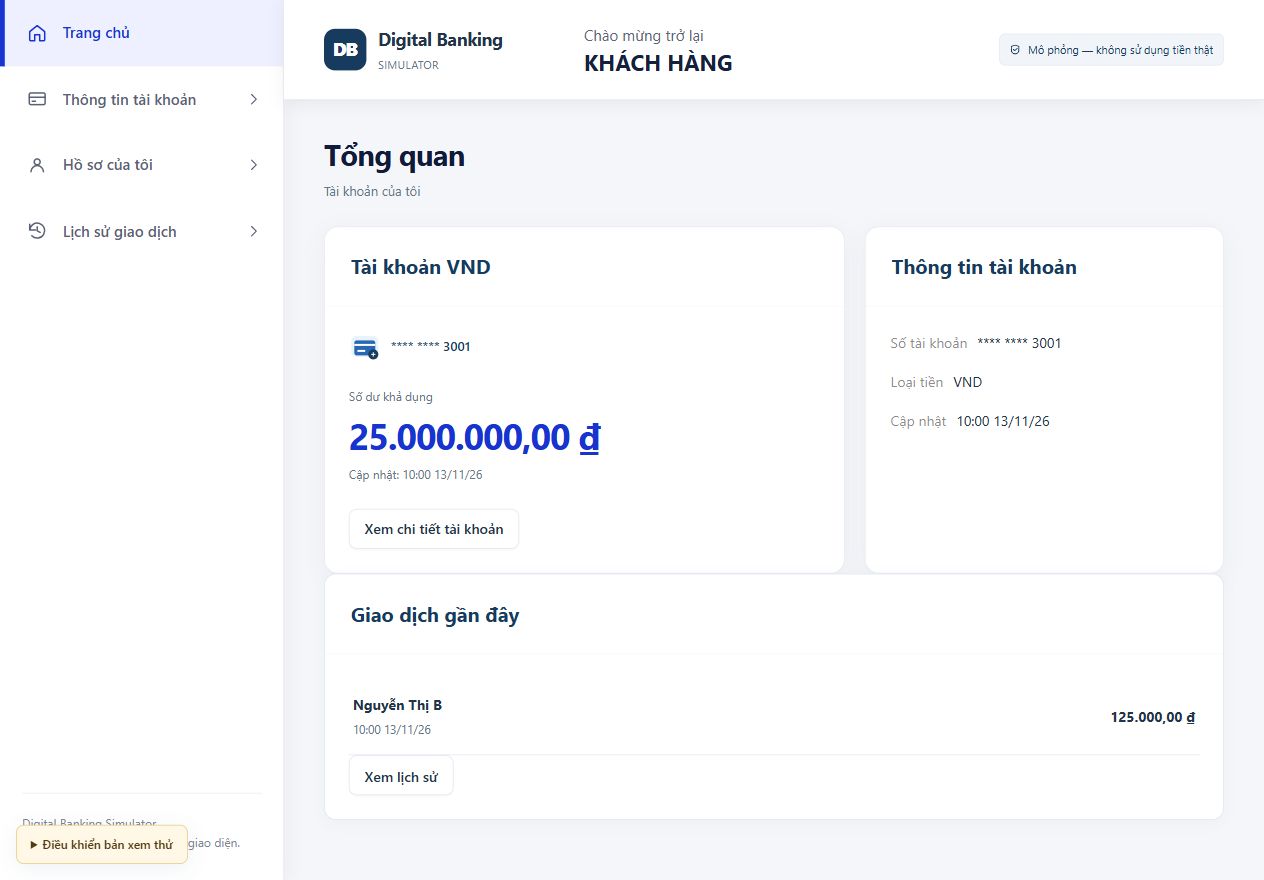 Trang chủ
Thông tin tài khoản
Hồ sơ của tôi
Lịch sử giao dịch
Digital Banking Simulator
giao diện.
▶ Điều khiển bản xem thử
DB
Digital Banking
SIMULATOR
Chào mừng trở lại
KHÁCH HÀNG
Mô phỏng — không sử dụng tiền thật
Tổng quan
Tài khoản của tôi
Tài khoản VND
**** **** 3001
Số dư khả dụng
25.000.000,00 ₫
Cập nhật: 10:00 13/11/26
Xem chi tiết tài khoản
Thông tin tài khoản
Số tài khoản **** **** 3001
Loại tiền VND
Cập nhật 10:00 13/11/26
Giao dịch gần đây
Nguyễn Thị B
10:00 13/11/26
125.000,00 ₫
Xem lịch sử